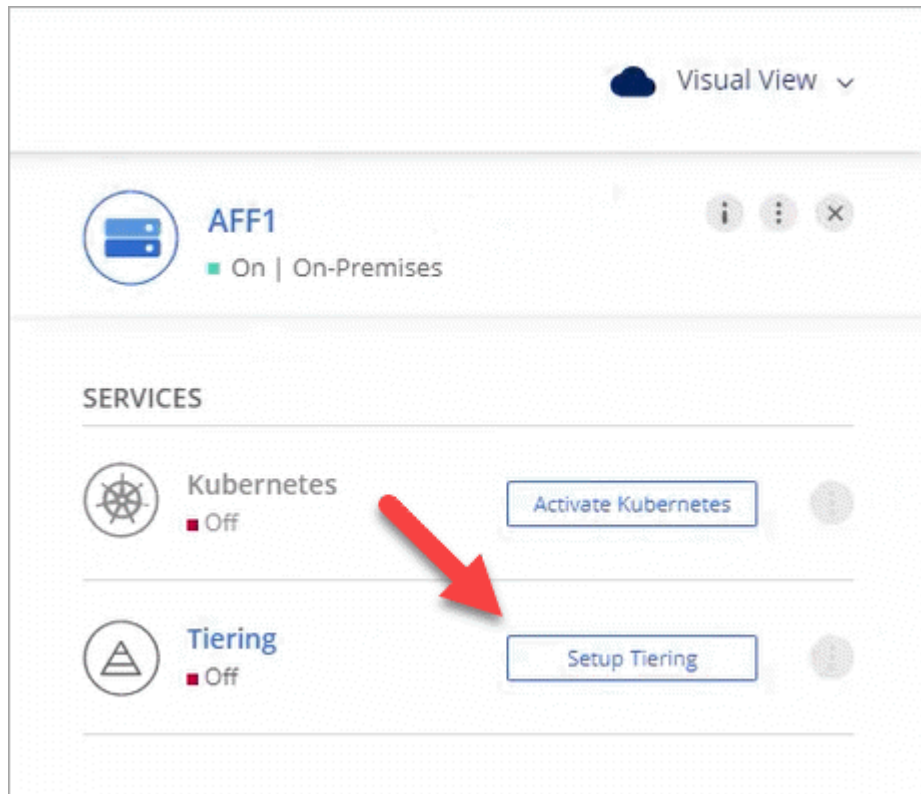 Visual View
AFF1
On | On-Premises
SERVICES
Kubernetes
Off
Activate Kubernetes
Tiering
Off
Setup Tiering